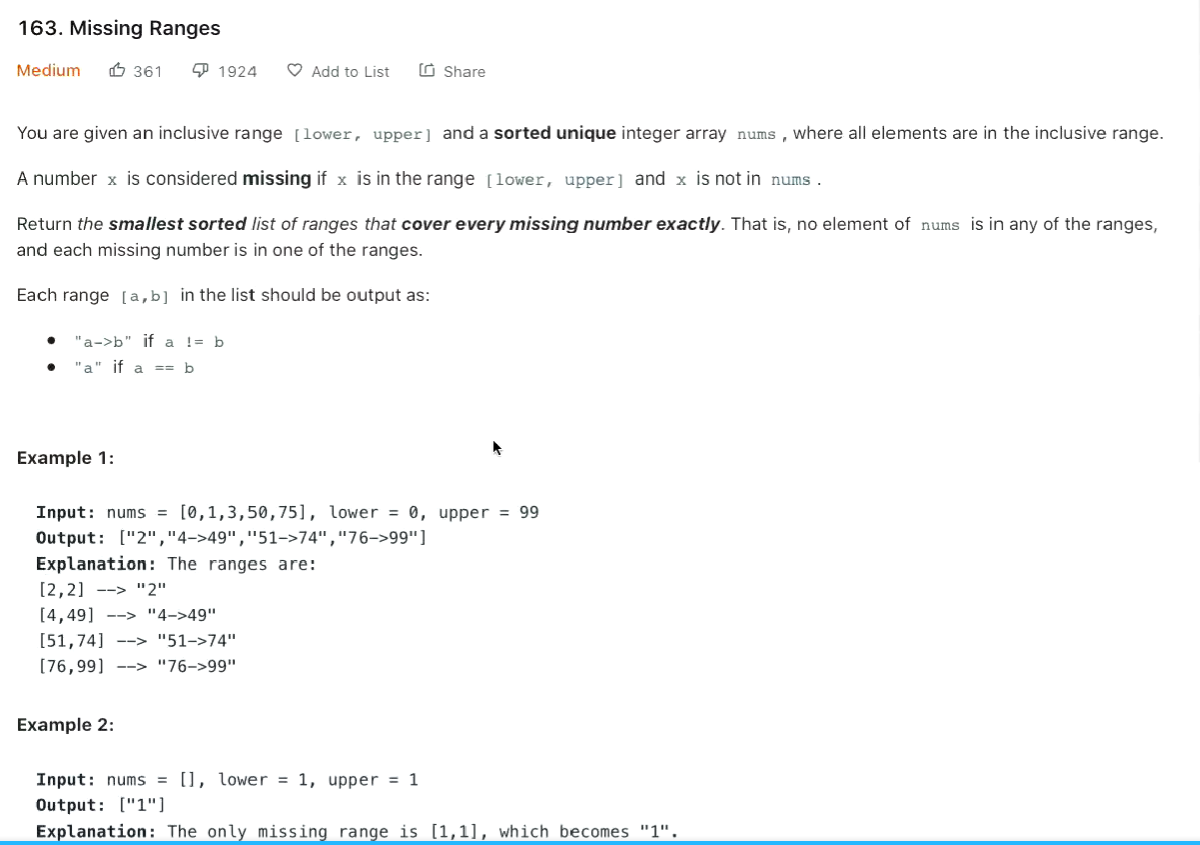 163. Missing Ranges
Medium 361 1924 Add to List Share
You are given an inclusive range [lower, upper] and a sorted unique integer array nums , where all elements are in the inclusive range.
A number x is considered missing if x is in the range [lower, upper] and x is not in nums .
Return the smallest sorted list of ranges that cover every missing number exactly. That is, no element of nums is in any of the ranges,
and each missing number is in one of the ranges.
Each range [a,b] in the list should be output as:
• "a->b" if a != b
• "a" if a == b
Example 1:
Input: nums = [0,1,3,50,75], lower = 0, upper = 99
Output: ["2","4->49","51->74","76->99"]
Explanation: The ranges are:
[2,2] --> "2"
[4,49] --> "4->49"
[51,74] --> "51->74"
[76,99] --> "76->99"
Example 2:
Input: nums = [], lower = 1, upper = 1
Output: ["1"]
Explanation: The only missing range is [1,1], which becomes "1".